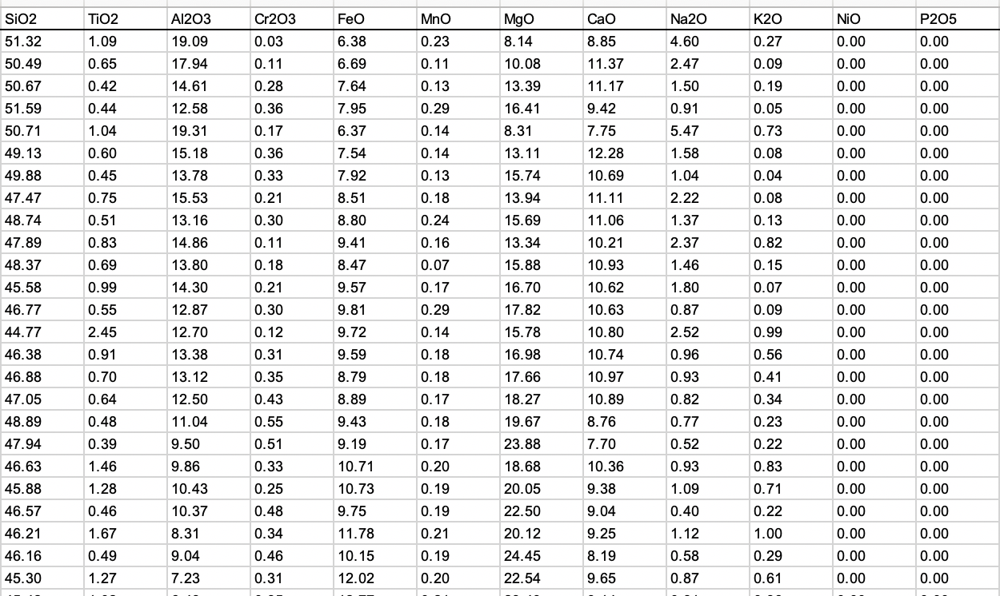 SiO2 TiO2 Al2O3 Cr2O3 FeO MnO MgO CaO Na2O K2O NiO P2O5
51.32 1.09 19.09 0.03 6.38 0.23 8.14 8.85 4.60 0.27 0.00 0.00
50.49 0.65 17.94 0.11 6.69 0.11 10.08 11.37 2.47 0.09 0.00 0.00
50.67 0.42 14.61 0.28 7.64 0.13 13.39 11.17 1.50 0.19 0.00 0.00
51.59 0.44 12.58 0.36 7.95 0.29 16.41 9.42 0.91 0.05 0.00 0.00
50.71 1.04 19.31 0.17 6.37 0.14 8.31 7.75 5.47 0.73 0.00 0.00
49.13 0.60 15.18 0.36 7.54 0.14 13.11 12.28 1.58 0.08 0.00 0.00
49.88 0.45 13.78 0.33 7.92 0.13 15.74 10.69 1.04 0.04 0.00 0.00
47.47 0.75 15.53 0.21 8.51 0.18 13.94 11.11 2.22 0.08 0.00 0.00
48.74 0.51 13.16 0.30 8.80 0.24 15.69 11.06 1.37 0.13 0.00 0.00
47.89 0.83 14.86 0.11 9.41 0.16 13.34 10.21 2.37 0.82 0.00 0.00
48.37 0.69 13.80 0.18 8.47 0.07 15.88 10.93 1.46 0.15 0.00 0.00
45.58 0.99 14.30 0.21 9.57 0.17 16.70 10.62 1.80 0.07 0.00 0.00
46.77 0.55 12.87 0.30 9.81 0.29 17.82 10.63 0.87 0.09 0.00 0.00
44.77 2.45 12.70 0.12 9.72 0.14 15.78 10.80 2.52 0.99 0.00 0.00
46.38 0.91 13.38 0.31 9.59 0.18 16.98 10.74 0.96 0.56 0.00 0.00
46.88 0.70 13.12 0.35 8.79 0.18 17.66 10.97 0.93 0.41 0.00 0.00
47.05 0.64 12.50 0.43 8.89 0.17 18.27 10.89 0.82 0.34 0.00 0.00
48.89 0.48 11.04 0.55 9.43 0.18 19.67 8.76 0.77 0.23 0.00 0.00
47.94 0.39 9.50 0.51 9.19 0.17 23.88 7.70 0.52 0.22 0.00 0.00
46.63 1.46 9.86 0.33 10.71 0.20 18.68 10.36 0.93 0.83 0.00 0.00
45.88 1.28 10.43 0.25 10.73 0.19 20.05 9.38 1.09 0.71 0.00 0.00
46.57 0.46 10.37 0.48 9.75 0.19 22.50 9.04 0.40 0.22 0.00 0.00
46.21 1.67 8.31 0.34 11.78 0.21 20.12 9.25 1.12 1.00 0.00 0.00
46.16 0.49 9.04 0.46 10.15 0.19 24.45 8.19 0.58 0.29 0.00 0.00
45.30 1.27 7.23 0.31 12.02 0.20 22.54 9.65 0.87 0.61 0.00 0.00